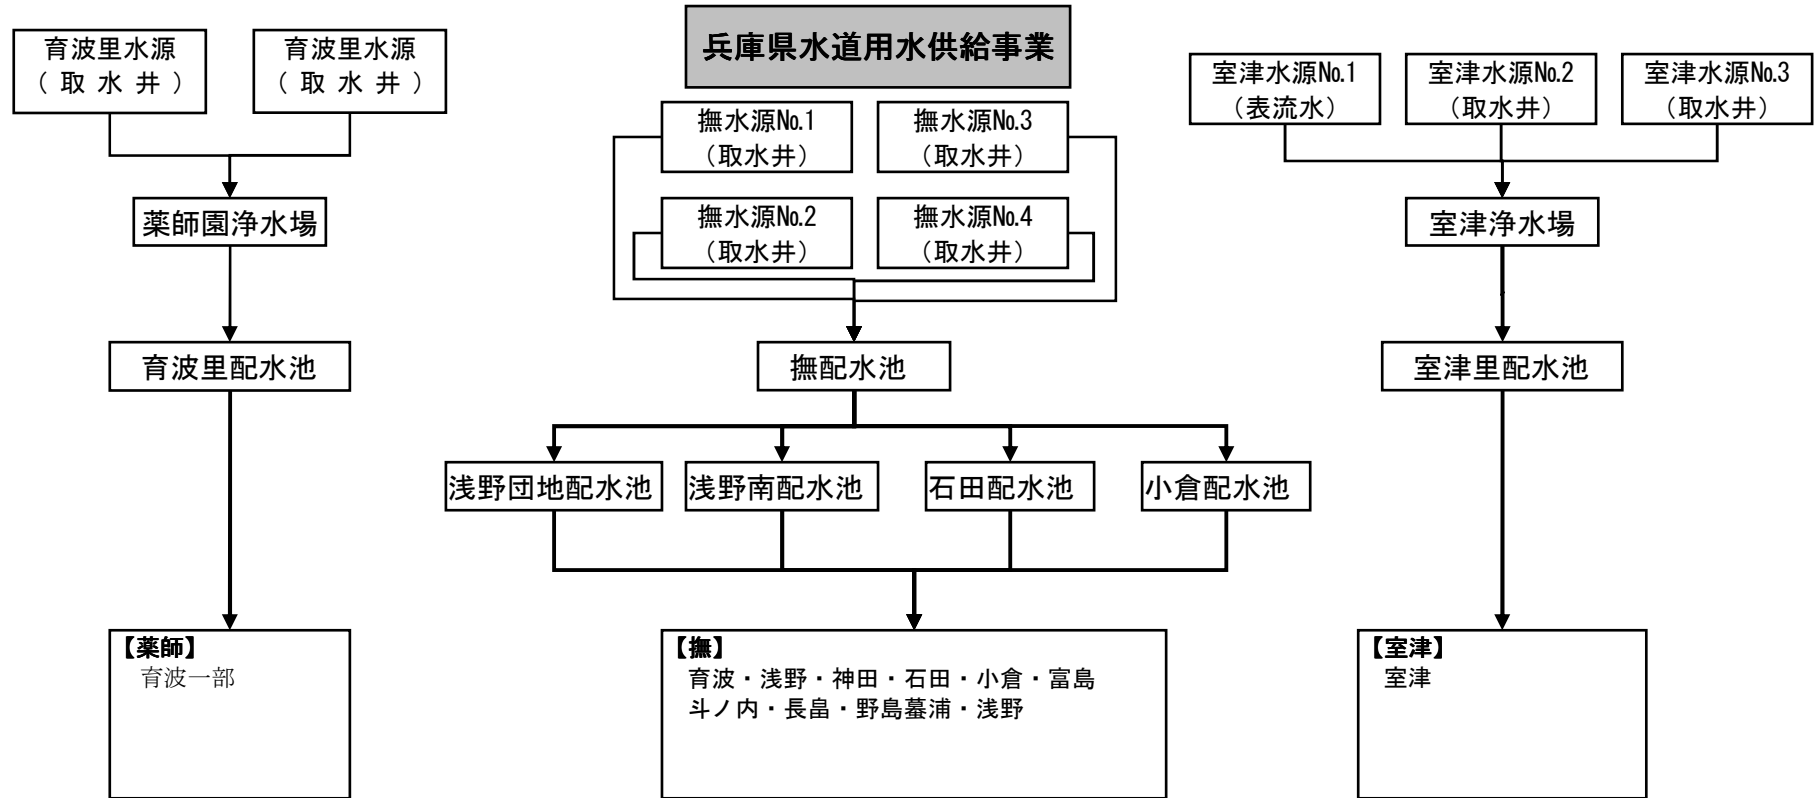 兵庫県水道用水供給事業
育波里水源
（ 取 水 井 ）
育波里水源
（ 取 水 井 ）
撫水源№1
（取水井）
撫水源№3
（取水井）
撫水源№2
（取水井）
撫水源№4
（取水井）
室津水源№1
（表流水）
室津水源№2
（取水井）
室津水源№3
（取水井）
薬師園浄水場
室津浄水場
育波里配水池
撫配水池
室津里配水池
浅野団地配水池
浅野南配水池
石田配水池
小倉配水池
【薬師】
育波一部
【撫】
育波・浅野・神田・石田・小倉・富島
斗ノ内・長畠・野島蟇浦・浅野
【室津】
室津